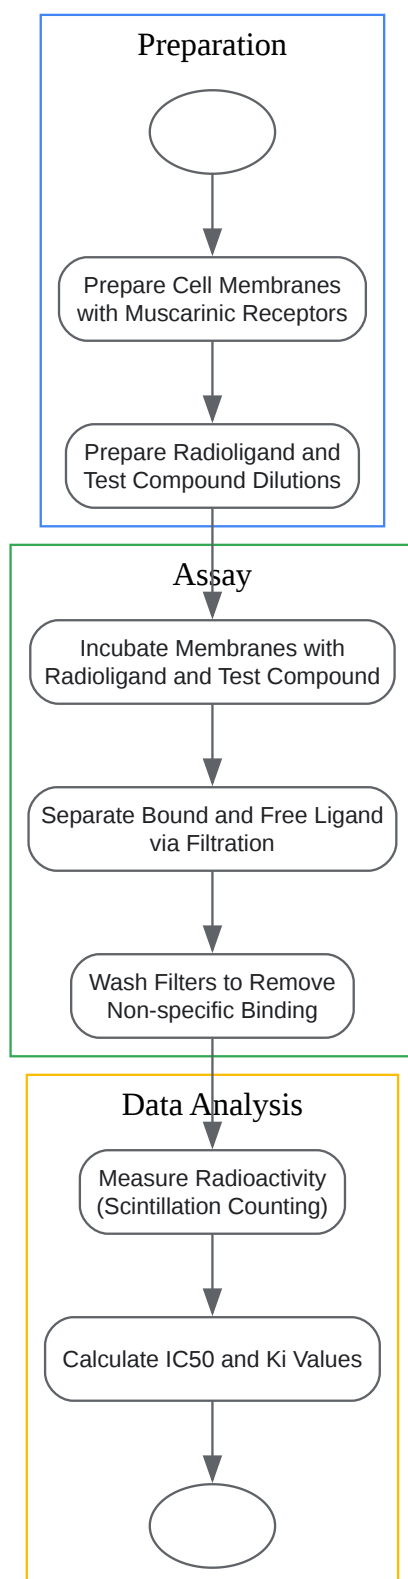 Preparation
Prepare Cell Membranes
with Muscarinic Receptors
Prepare Radioligand and
Test Compound Dilutions
Assay
Incubate Membranes with
Radioligand and Test Compound
Separate Bound and Free Ligand
via Filtration
Wash Filters to Remove
Non-specific Binding
Data Analysis
Measure Radioactivity
(Scintillation Counting)
Calculate IC50 and Ki Values